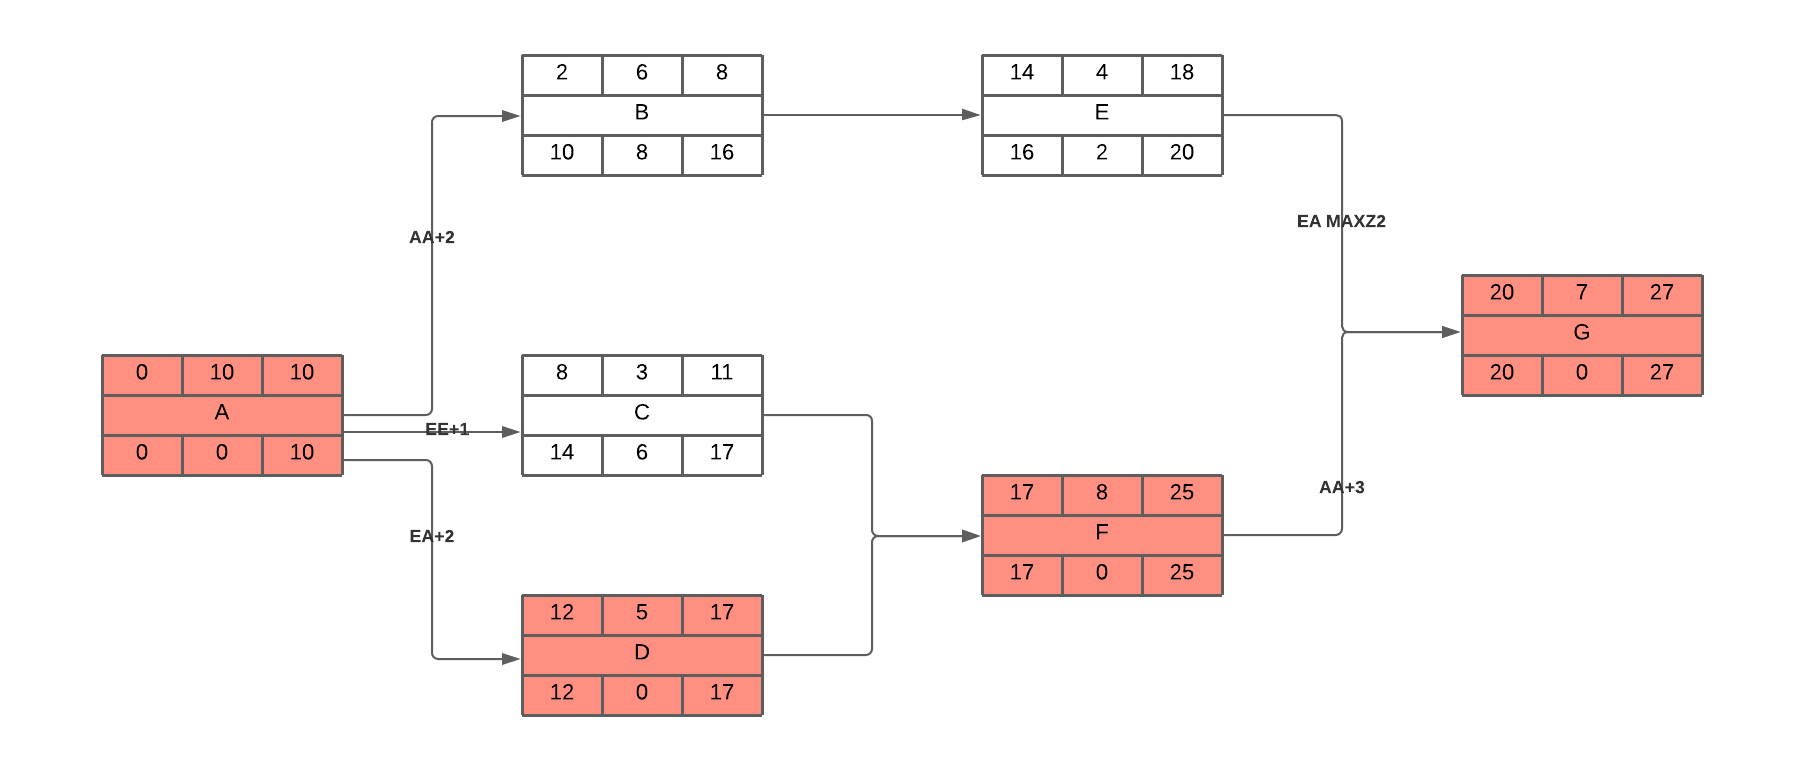 2 6 8
B
10 8 16
14 4 18
E
16 2 20
AA+2
EA MAXZ2
20 7 27
G
20 0 27
0 10 10
A
0 0 10
EE+1
8 3 11
C
14 6 17
EA+2
17 8 25
F
17 0 25
AA+3
12 5 17
D
12 0 17